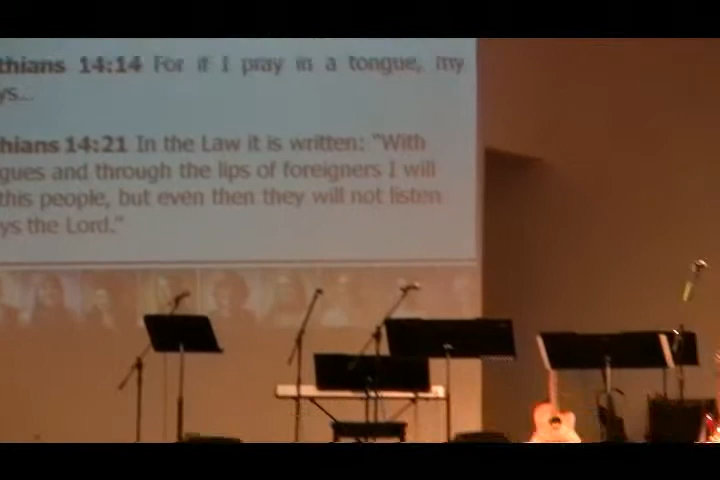 thians 14:14 For if I pray in a tongue, my
ys...
hians 14:21 In the Law it is written: "With
gues and through the lips of foreigners I will
this people, but even then they will not listen
ys the Lord."